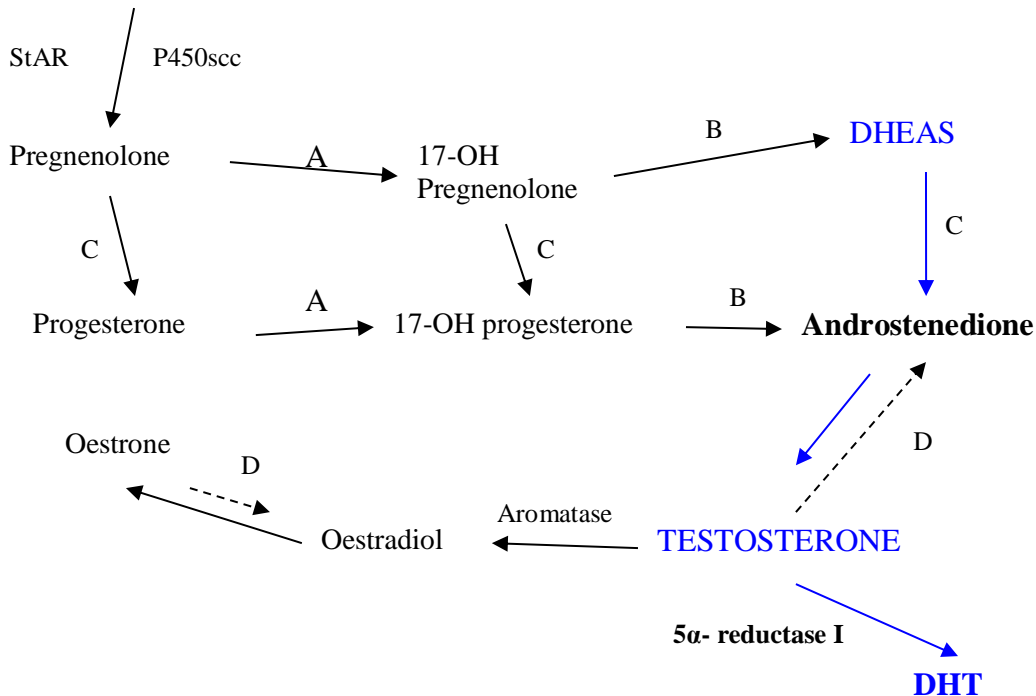 StAR P450scc
Pregnenolone
A
17-OH
Pregnenolone
B
DHEAS
C
C
C
Progesterone
A
17-OH progesterone
B
Androstenedione
Oestrone
D
D
Oestradiol
Aromatase
TESTOSTERONE
5α- reductase I
DHT